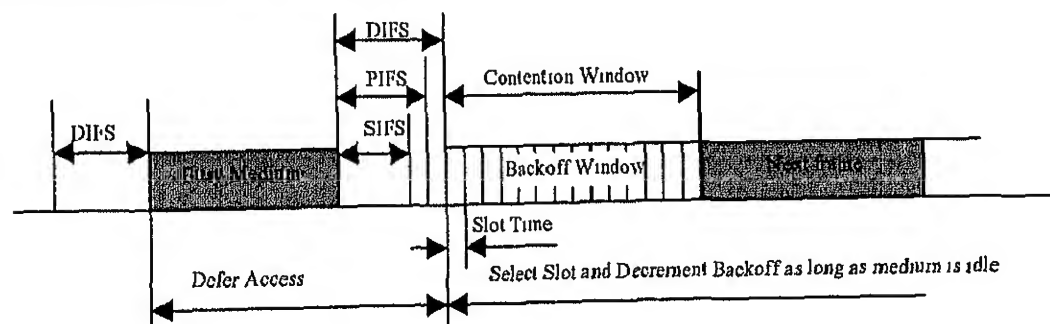 DIFS
PIFS
Contention Window
DIFS
SIFS
Busy Medium
Backoff Window
Next frame
Slot Time
Defer Access
Select Slot and Decrement Backoff as long as medium is idle